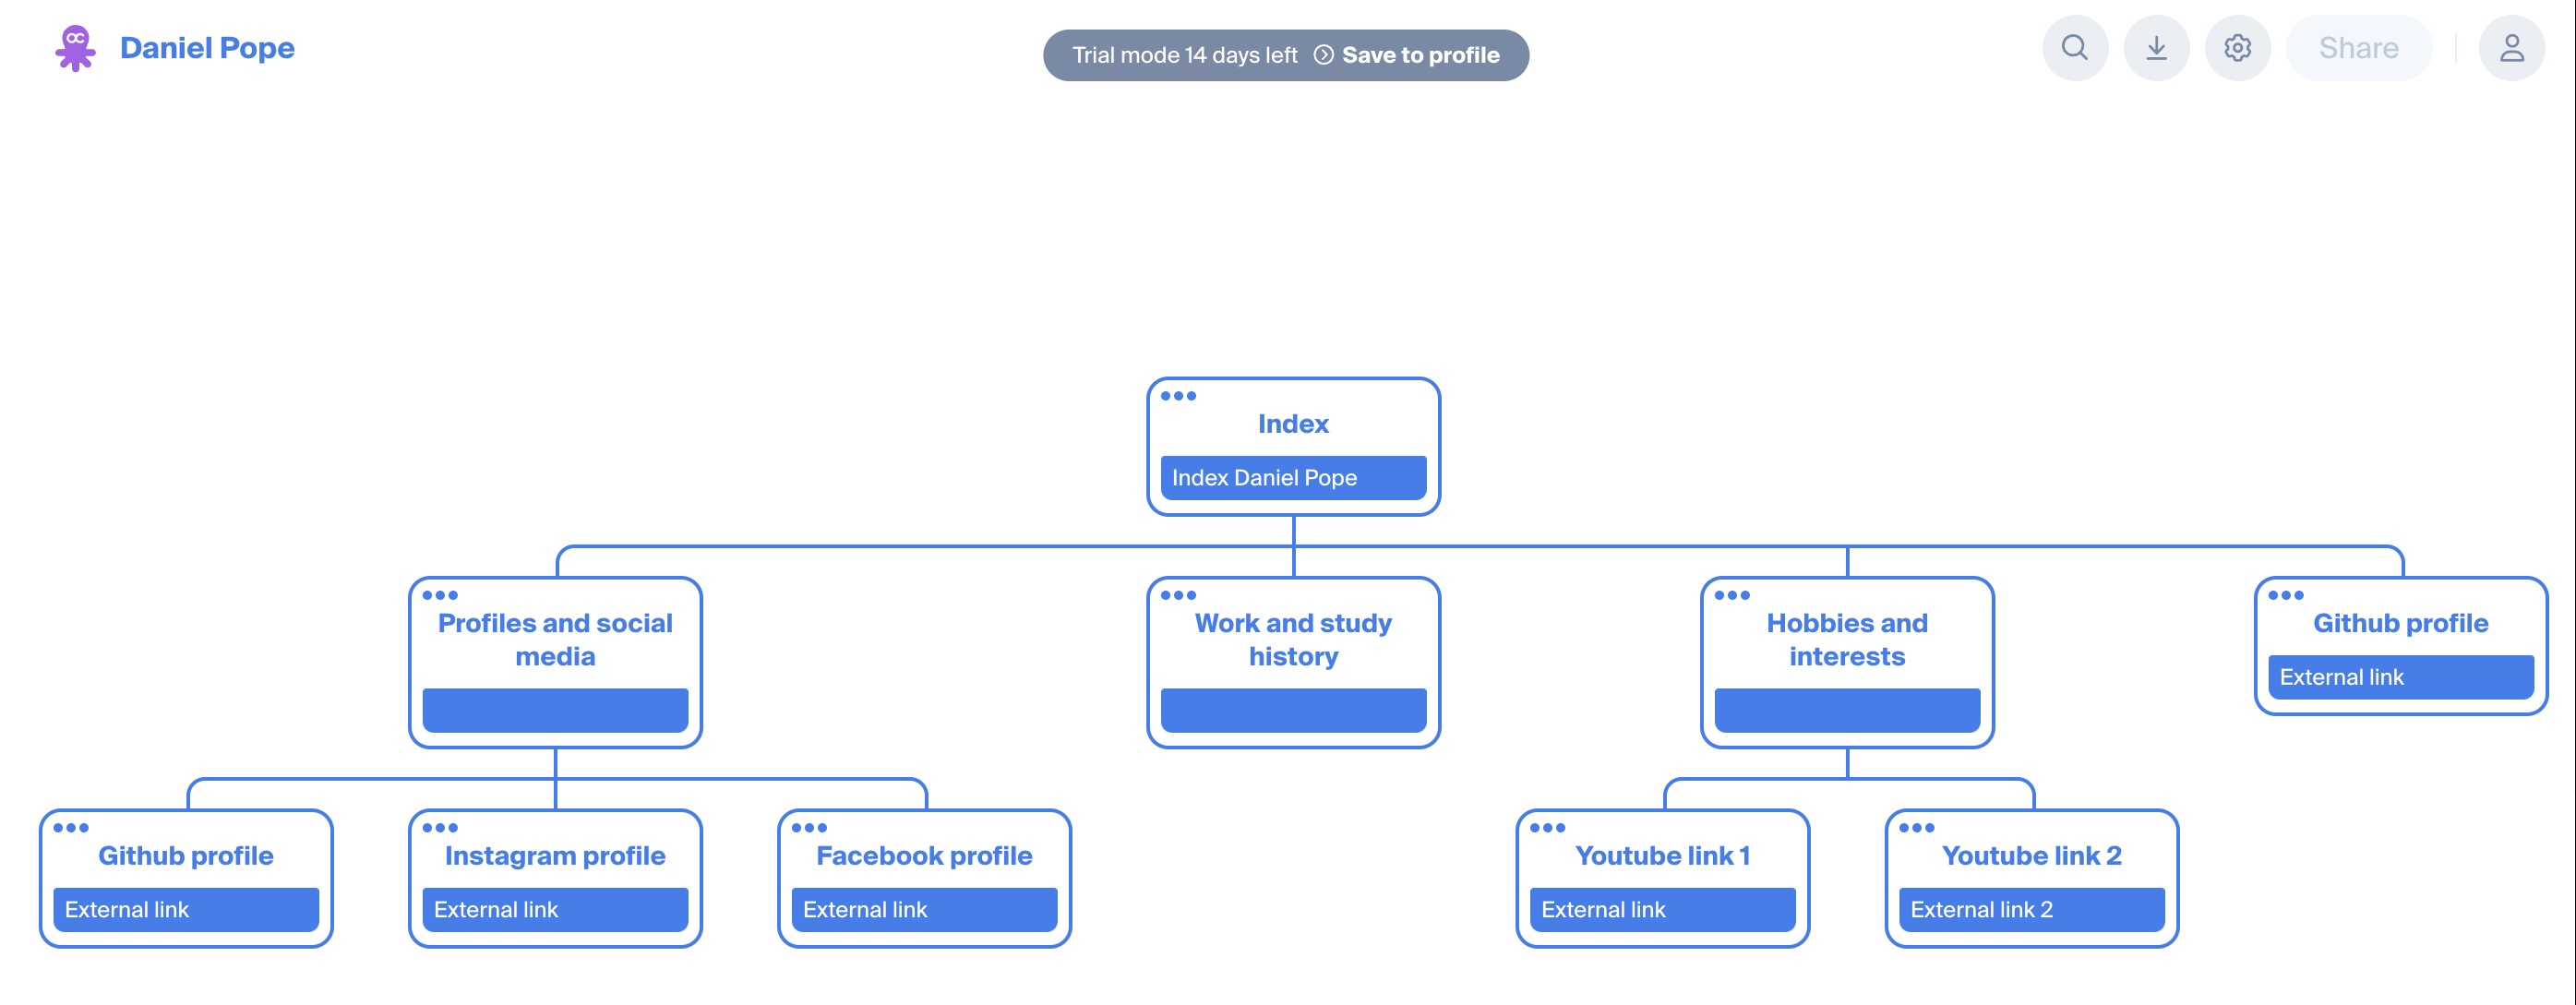 Daniel Pope
Trial mode 14 days left Save to profile
Share
Index
Index Daniel Pope
Profiles and social
media
Work and study
history
Hobbies and
interests
Github profile
External link
Github profile
External link
Instagram profile
External link
Facebook profile
External link
Youtube link 1
External link
Youtube link 2
External link 2